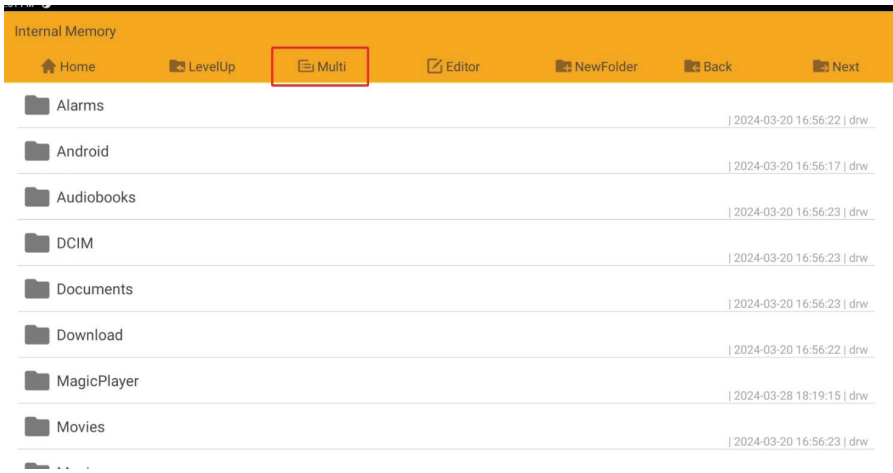 Internal Memory
Home LevelUp Multi Editor NewFolder Back Next
Alarms
| 2024-03-20 16:56:22 | drw
Android
| 2024-03-20 16:56:17 | drw
Audiobooks
| 2024-03-20 16:56:23 | drw
DCIM
| 2024-03-20 16:56:23 | drw
Documents
| 2024-03-20 16:56:23 | drw
Download
| 2024-03-20 16:56:22 | drw
MagicPlayer
| 2024-03-28 18:19:15 | drw
Movies
| 2024-03-20 16:56:23 | drw